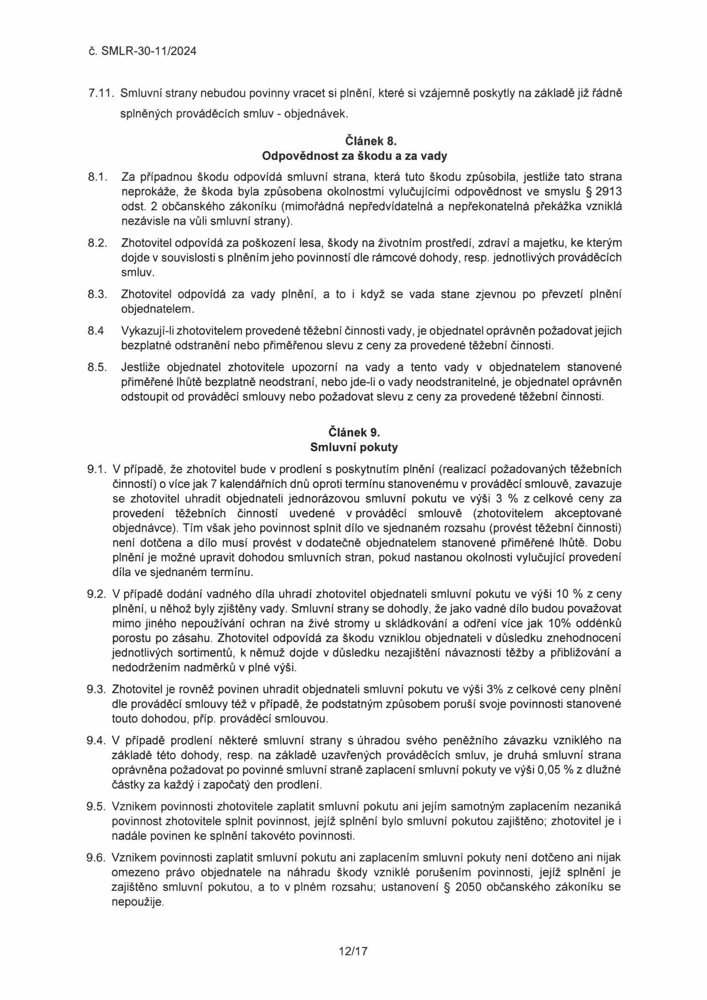 č. SMLR-30-11/2024
7.11. Smluvní strany nebudou povinny vracet si plnění, které si vzájemně poskytly na základě již řádně
splněných prováděcích smluv - objednávek.
Článek 8.
Odpovědnost za škodu a za vady
8.1. Za případnou škodu odpovídá smluvní strana, která tuto škodu způsobila, jestliže tato strana
neprokáže, že škoda byla způsobena okolnostmi vylučujícími odpovědnost ve smyslu § 2913
odst. 2 občanského zákoníku (mimořádná nepředvídatelná a nepřekonatelná překážka vzniklá
nezávisle na vůli smluvní strany).
8.2. Zhotovitel odpovídá za poškození lesa, škody na životním prostředí, zdraví a majetku, ke kterým
dojde v souvislosti s plněním jeho povinností dle rámcové dohody, resp. jednotlivých prováděcích
smluv.
8.3. Zhotovitel odpovídá za vady plnění, a to i když se vada stane zjevnou po převzetí plnění
objednatelem.
8.4 Vykazují-li zhotovitelem provedené těžební činnosti vady, je objednatel oprávněn požadovat jejich
bezplatné odstranění nebo přiměřenou slevu z ceny za provedené těžební činnosti.
8.5. Jestliže objednatel zhotovitele upozorní na vady a tento vady v objednatelem stanovené
přiměřené lhůtě bezplatně neodstraní, nebo jde-li o vady neodstranitelné, je objednatel oprávněn
odstoupit od prováděcí smlouvy nebo požadovat slevu z ceny za provedené těžební činnosti.
Článek 9.
Smluvní pokuty
9.1. V případě, že zhotovitel bude v prodlení s poskytnutím plnění (realizací požadovaných těžebních
činností) o více jak 7 kalendářních dnů oproti termínu stanovenému v prováděcí smlouvě, zavazuje
se zhotovitel uhradit objednateli jednorázovou smluvní pokutu ve výši 3 % z celkové ceny za
provedení těžebních činností uvedené v prováděcí smlouvě (zhotovitelem akceptované
objednávce). Tím však jeho povinnost splnit dílo ve sjednaném rozsahu (provést těžební činnosti)
není dotčena a dílo musí provést v dodatečně objednatelem stanovené přiměřené lhůtě. Dobu
plnění je možné upravit dohodou smluvních stran, pokud nastanou okolnosti vylučující provedení
díla ve sjednaném termínu.
9.2. V případě dodání vadného díla uhradí zhotovitel objednateli smluvní pokutu ve výši 10 % z ceny
plnění, u něhož byly zjištěny vady. Smluvní strany se dohodly, že jako vadné dílo budou považovat
mimo jiného nepoužívání ochran na živé stromy u skládkování a odření více jak 10% oddénků
porostu po zásahu. Zhotovitel odpovídá za škodu vzniklou objednateli v důsledku znehodnocení
jednotlivých sortimentů, k němuž dojde v důsledku nezajištění návaznosti těžby a přibližování a
nedodržením nadměrků v plné výši.
9.3. Zhotovitel je rovněž povinen uhradit objednateli smluvní pokutu ve výši 3% z celkové ceny plnění
dle prováděcí smlouvy též v případě, že podstatným způsobem poruší svoje povinnosti stanovené
touto dohodou, příp. prováděcí smlouvou.
9.4. V případě prodlení některé smluvní strany s úhradou svého peněžního závazku vzniklého na
základě této dohody, resp. na základě uzavřených prováděcích smluv, je druhá smluvní strana
oprávněna požadovat po povinné smluvní straně zaplacení smluvní pokuty ve výši 0,05 % z dlužné
částky za každý i započatý den prodlení.
9.5. Vznikem povinnosti zhotovitele zaplatit smluvní pokutu ani jejím samotným zaplacením nezaniká
povinnost zhotovitele splnit povinnost, jejíž splnění bylo smluvní pokutou zajištěno; zhotovitel je i
nadále povinen ke splnění takovéto povinnosti.
9.6. Vznikem povinnosti zaplatit smluvní pokutu ani zaplacením smluvní pokuty není dotčeno ani nijak
omezeno právo objednatele na náhradu škody vzniklé porušením povinnosti, jejíž splnění je
zajištěno smluvní pokutou, a to v plném rozsahu; ustanovení § 2050 občanského zákoníku se
nepoužije.
12/17